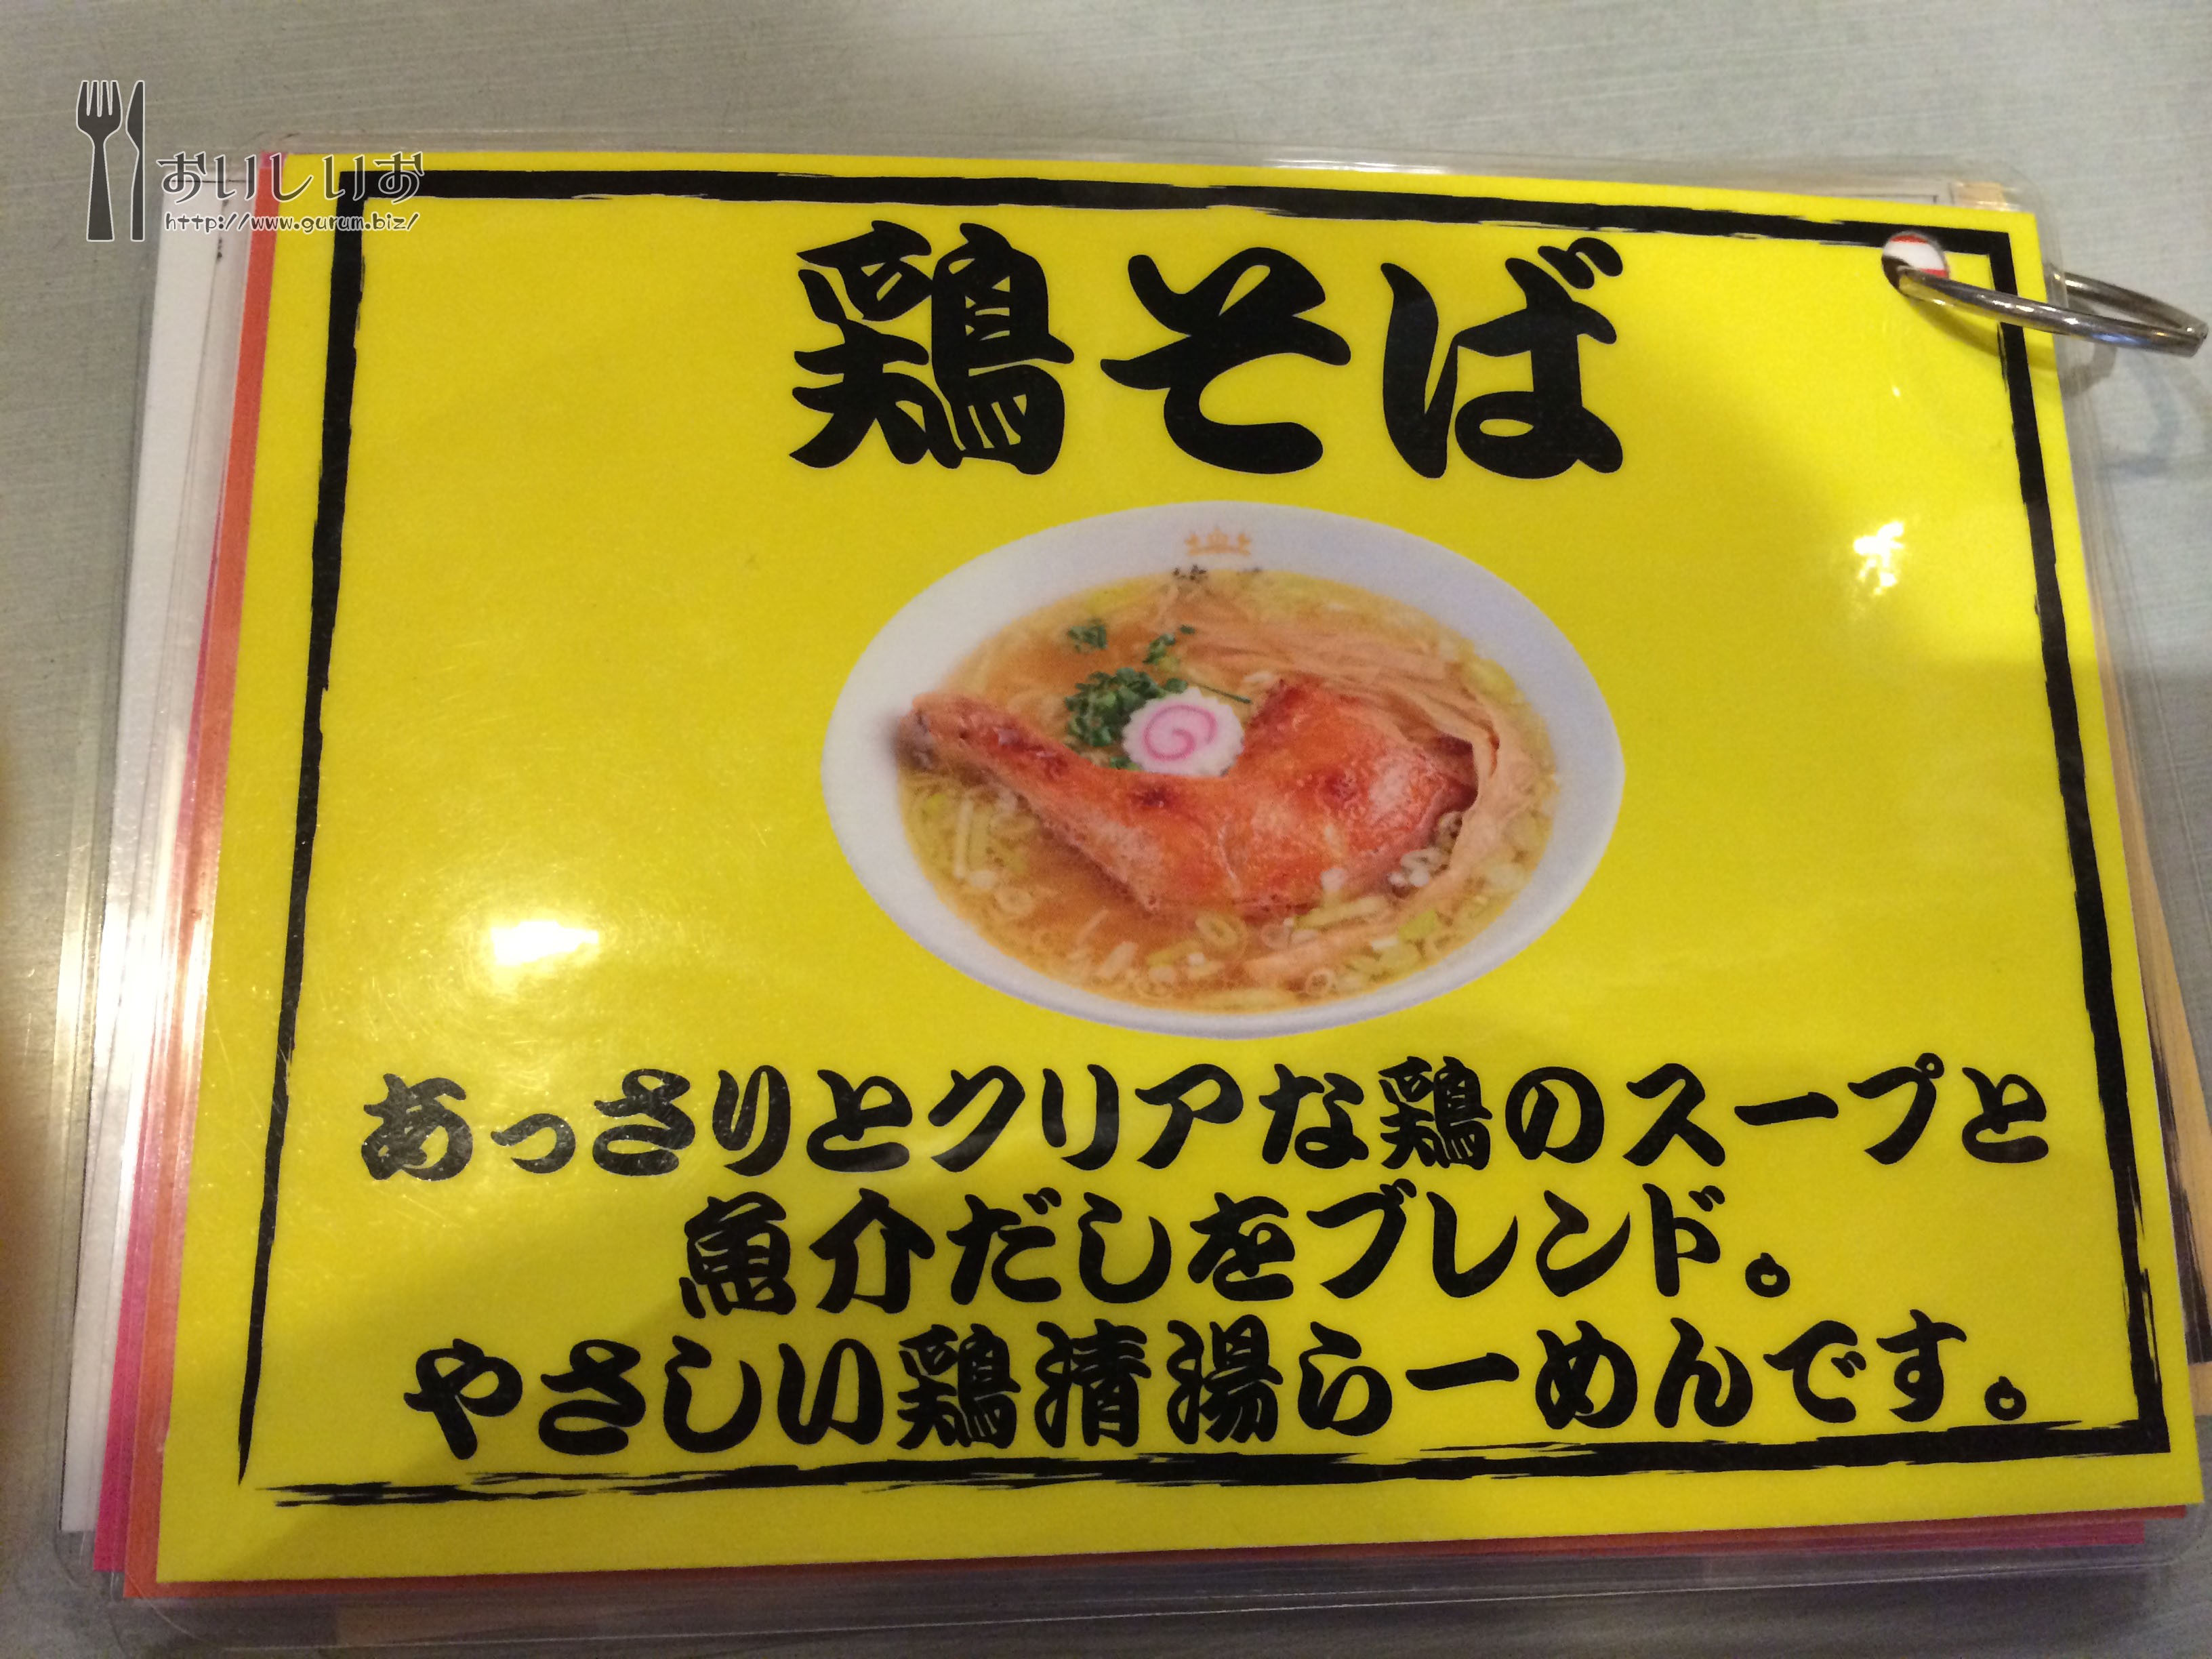 おいしいお
http://www.gurum.biz/
鶏そば
あっさりとクリアな鶏のスープと
魚介だしをブレンド。
やさしい鶏清湯らーめんです。